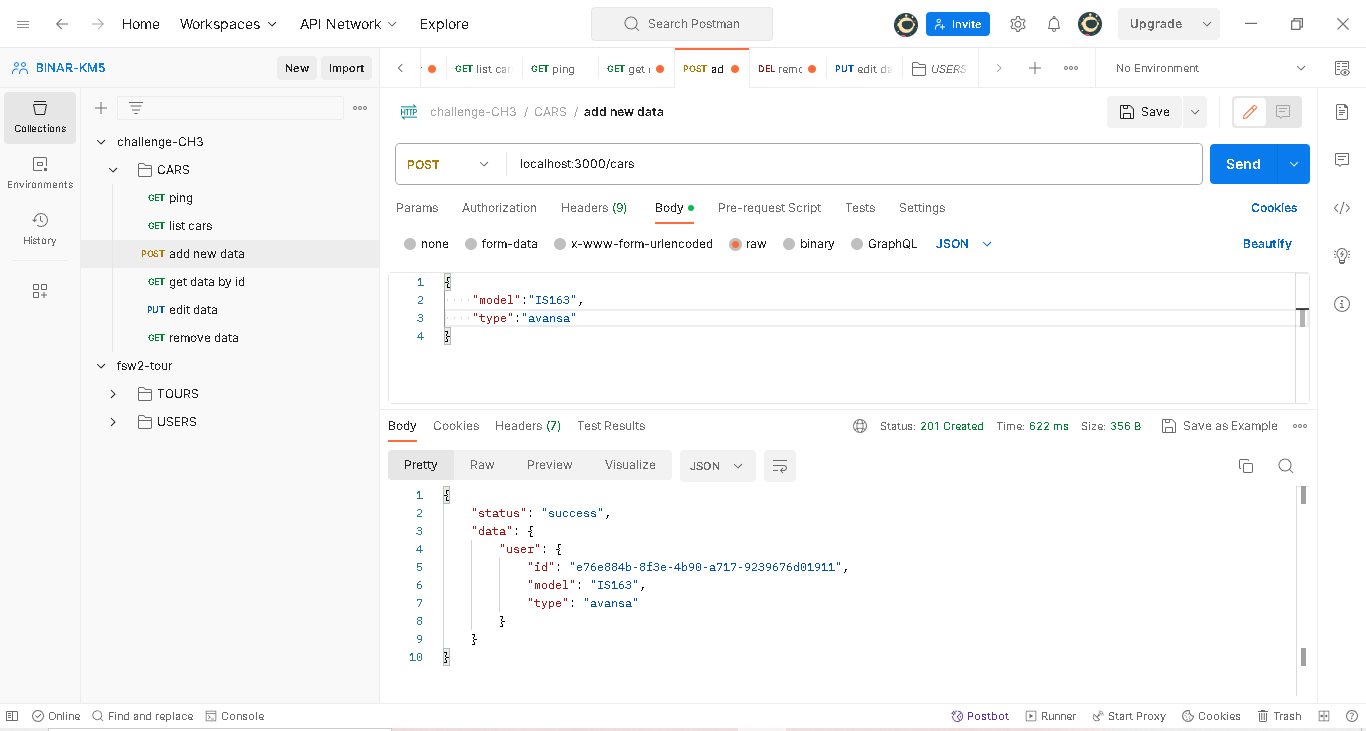 Home Workspaces API Network Explore Search Postman Invite Upgrade
BINAR-KM5 New Import
GET list car GET ping GET get POST ad DEL remo PUT edit da USERS No Environment
Collections
Environments
History
challenge-CH3
CARS
GET ping
GET list cars
POST add new data
GET get data by id
PUT edit data
GET remove data
fsw2-tour
TOURS
USERS
HTTP challenge-CH3 / CARS / add new data Save
POST localhost:3000/cars Send
Params Authorization Headers (9) Body Pre-request Script Tests Settings Cookies
none form-data x-www-form-urlencoded raw binary GraphQL JSON Beautify
1 {
2 "model":"IS163",
3 "type":"avansa"
4 }
Body Cookies Headers (7) Test Results Status: 201 Created Time: 622 ms Size: 356 B Save as Example
Pretty Raw Preview Visualize JSON
1 {
2 "status": "success",
3 "data": {
4 "user": {
5 "id": "e76e884b-8f3e-4b90-a717-9239676d01911",
6 "model": "IS163",
7 "type": "avansa"
8 }
9 }
10 }
Online Find and replace Console Postbot Runner Start Proxy Cookies Trash